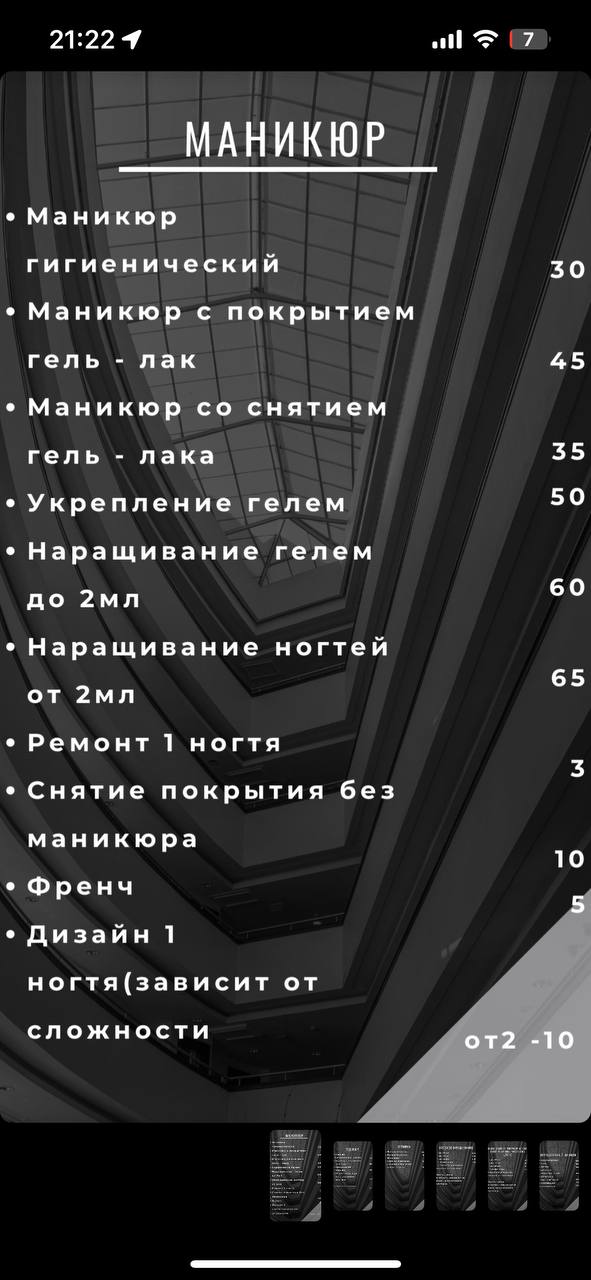 21:22
7
МАНИКЮР
• Маникюр
гигиенический 30
• Маникюр с покрытием
гель - лак 45
• Маникюр со снятием
гель - лака 35
• Укрепление гелем 50
• Наращивание гелем
до 2мл 60
• Наращивание ногтей
от 2мл 65
• Ремонт 1 ногтя 3
• Снятие покрытия без
маникюра 10
• Френч 5
• Дизайн 1
ногтя(зависит от
сложности от2 -10